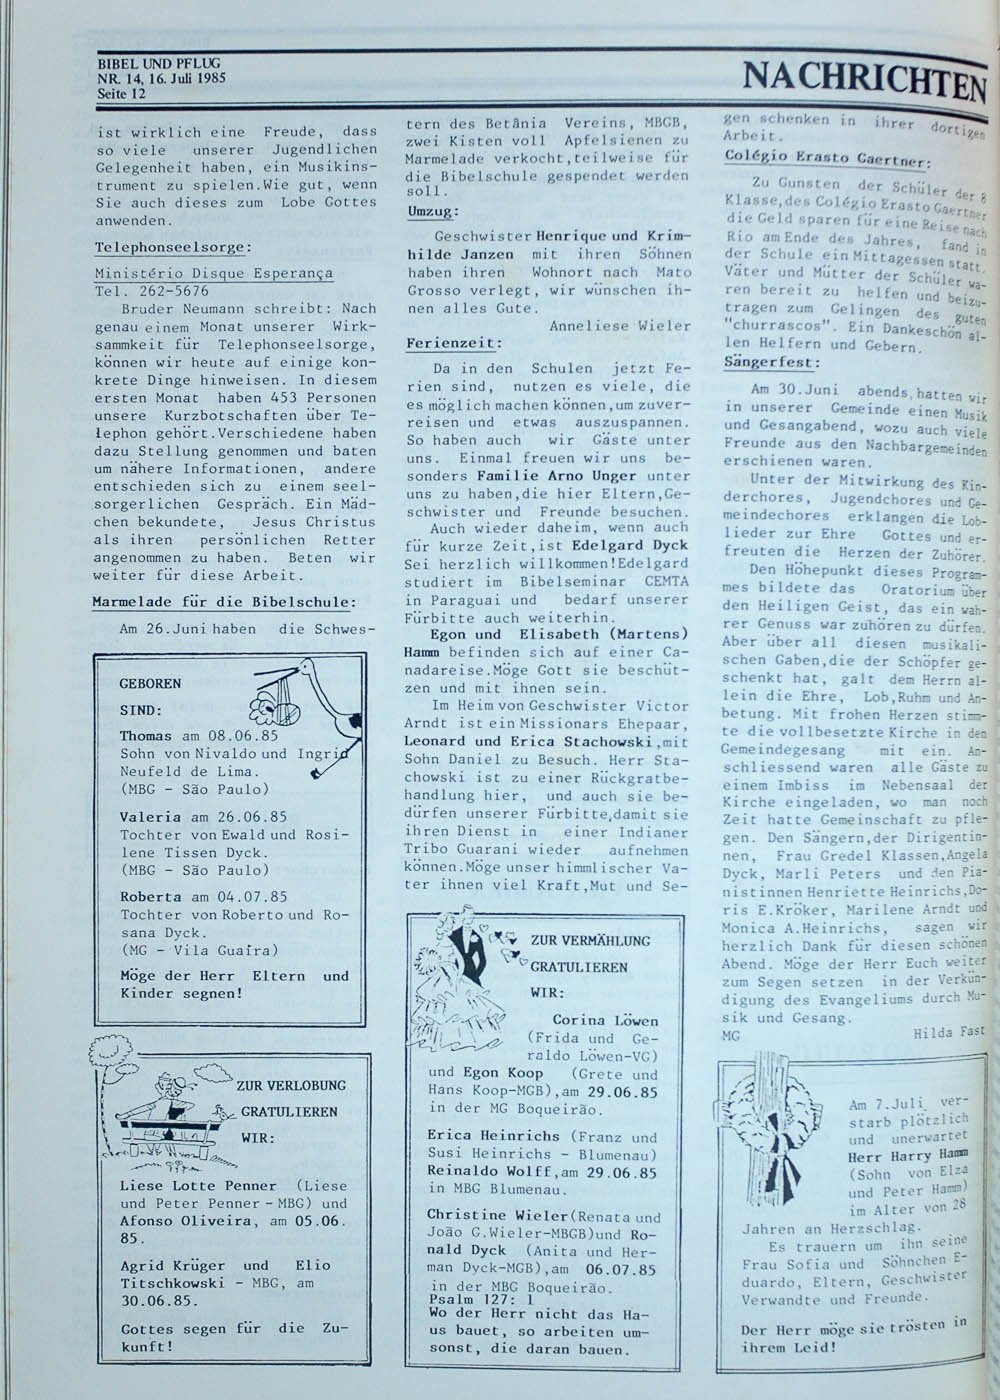 BIBEL UND PFLUG
NR. 14, 16. Juli 1985
Seite 12
NACHRICHTEN
ist wirklich eine Freude, dass
so viele unserer Jugendlichen
Gelegenheit haben, ein Musikins-
trument zu spielen.Wie gut, wenn
Sie auch dieses zum Lobe Gottes
anwenden.
Telephonseelsorge:
Ministério Disque Esperança
Tel. 262-5676
Bruder Neumann schreibt: Nach
genau einem Monat unserer Wirk-
sammkeit für Telephonseelsorge,
können wir heute auf einige kon-
krete Dinge hinweisen. In diesem
ersten Monat haben 453 Personen
unsere Kurzbotschaften über Te-
lephon gehört.Verschiedene haben
dazu Stellung genommen und baten
um nähere Informationen, andere
entschieden sich zu einem seel-
sorgerlichen Gespräch. Ein Mäd-
chen bekundete, Jesus Christus
als ihren persönlichen Retter
angenommen zu haben. Beten wir
weiter für diese Arbeit.
Marmelade für die Bibelschule:
Am 26.Juni haben die Schwes-
GEBOREN
SIND:
Thomas am 08.06.85
Sohn von Nivaldo und Ingrid
Neufeld de Lima.
(MBG - São Paulo)
Valeria am 26.06.85
Tochter von Ewald und Rosi-
lene Tissen Dyck.
(MBG - São Paulo)
Roberta am 04.07.85
Tochter von Roberto und Ro-
sana Dyck.
(MG - Vila Guaíra)
Möge der Herr Eltern und
Kinder segnen!
ZUR VERLOBUNG
GRATULIEREN
WIR:
Liese Lotte Penner (Liese
und Peter Penner - MBG) und
Afonso Oliveira, am 05.06.
85.
Agrid Krüger und Elio
Titschkowski - MBG, am
30.06.85.
Gottes segen für die Zu-
kunft!
tern des Betânia Vereins, MBGB,
zwei Kisten voll Apfelsienen zu
Marmelade verkocht,teilweise für
die Bibelschule gespendet werden
soll.
Umzug:
Geschwister Henrique und Krim-
hilde Janzen mit ihren Söhnen
haben ihren Wohnort nach Mato
Grosso verlegt, wir wünschen ih-
nen alles Gute.
Anneliese Wieler
Ferienzeit:
Da in den Schulen jetzt Fe-
rien sind, nutzen es viele, die
es möglich machen können,um zuver-
reisen und etwas auszuspannen.
So haben auch wir Gäste unter
uns. Einmal freuen wir uns be-
sonders Familie Arno Unger unter
uns zu haben,die hier Eltern,Ge-
schwister und Freunde besuchen.
Auch wieder daheim, wenn auch
für kurze Zeit,ist Edelgard Dyck
Sei herzlich willkommen!Edelgard
studiert im Bibelseminar CEMTA
in Paraguai und bedarf unserer
Fürbitte auch weiterhin.
Egon und Elisabeth (Martens)
Hamm befinden sich auf einer Ca-
nadareise.Möge Gott sie beschüt-
zen und mit ihnen sein.
Im Heim von Geschwister Victor
Arndt ist ein Missionars Ehepaar,
Leonard und Erica Stachowski,mit
Sohn Daniel zu Besuch. Herr Sta-
chowski ist zu einer Rückgratbe-
handlung hier, und auch sie be-
dürfen unserer Fürbitte,damit sie
ihren Dienst in einer Indianer
Tribo Guarani wieder aufnehmen
können.Möge unser himmlischer Va-
ter ihnen viel Kraft,Mut und Se-
ZUR VERMÄHLUNG
GRATULIEREN
WIR:
Corina Löwen
(Frida und Ge-
raldo Löwen-VG)
und Egon Koop (Grete und
Hans Koop-MGB), am 29.06.85
in der MG Boqueirão.
Erica Heinrichs (Franz und
Susi Heinrichs - Blumenau)
Reinaldo Wolff,am 29.06.85
in MBG Blumenau.
Christine Wieler(Renata und
João G.Wieler-MBGB)und Ro-
nald Dyck (Anita und Her-
man Dyck-MGB),am 06.07.85
in der MBG Boqueirão.
Psalm 127: 1
Wo der Herr nicht das Ha-
us bauet, so arbeiten um-
sonst, die daran bauen.
gen schenken in ihrer dortigen
Arbeit.
Colégio Erasto Gaertner:
Zu Gunsten der Schüler der 8
Klasse,des Colégio Erasto Gaertner
die Geld sparen für eine Reise nach
Rio am Ende des Jahres, fand in
der Schule ein Mittagessen statt.
Väter und Mütter der Schüler wa-
ren bereit zu helfen und beizu-
tragen zum Gelingen des guten
"churrascos". Ein Dankeschön al-
len Helfern und Gebern.
Sängerfest:
Am 30.Juni abends,hatten wir
in unserer Gemeinde einen Musik
und Gesangabend, wozu auch viele
Freunde aus den Nachbargemeinden
erschienen waren.
Unter der Mitwirkung des Kin-
derchores, Jugendchores und Ge-
meindechores erklangen die Lob-
lieder zur Ehre Gottes und er-
freuten die Herzen der Zuhörer.
Den Höhepunkt dieses Program-
mes bildete das Oratorium über
den Heiligen Geist, das ein wah-
rer Genuss war zuhören zu dürfen.
Aber über all diesen musikali-
schen Gaben,die der Schöpfer ge-
schenkt hat, galt dem Herrn al-
lein die Ehre, Lob,Ruhm und An-
betung. Mit frohen Herzen stimm-
te die vollbesetzte Kirche in den
Gemeindegesang mit ein. An-
schliessend waren alle Gäste zu
einem Imbiss im Nebensaal der
Kirche eingeladen, wo man noch
Zeit hatte Gemeinschaft zu pfle-
gen. Den Sängern,der Dirigentin-
nen, Frau Gredel Klassen,Angela
Dyck, Marli Peters und den Pia-
nistinnen Henriette Heinrichs,Do-
ris E.Kröker, Marilene Arndt und
Monica A.Heinrichs, sagen wir
herzlich Dank für diesen schönen
Abend. Möge der Herr Euch weiter
zum Segen setzen in der Verkün-
digung des Evangeliums durch Mu-
sik und Gesang.
MG Hilda Fast
Am 7.Juli ver-
starb plötzlich
und unerwartet
Herr Harry Hamm
(Sohn von Elza
und Peter Hamm)
im Alter von 28
Jahren an Herzschlag.
Es trauern um ihn seine
Frau Sofia und Söhnchen E-
duardo, Eltern, Geschwister
Verwandte und Freunde.
Der Herr möge sie trösten in
ihrem Leid!